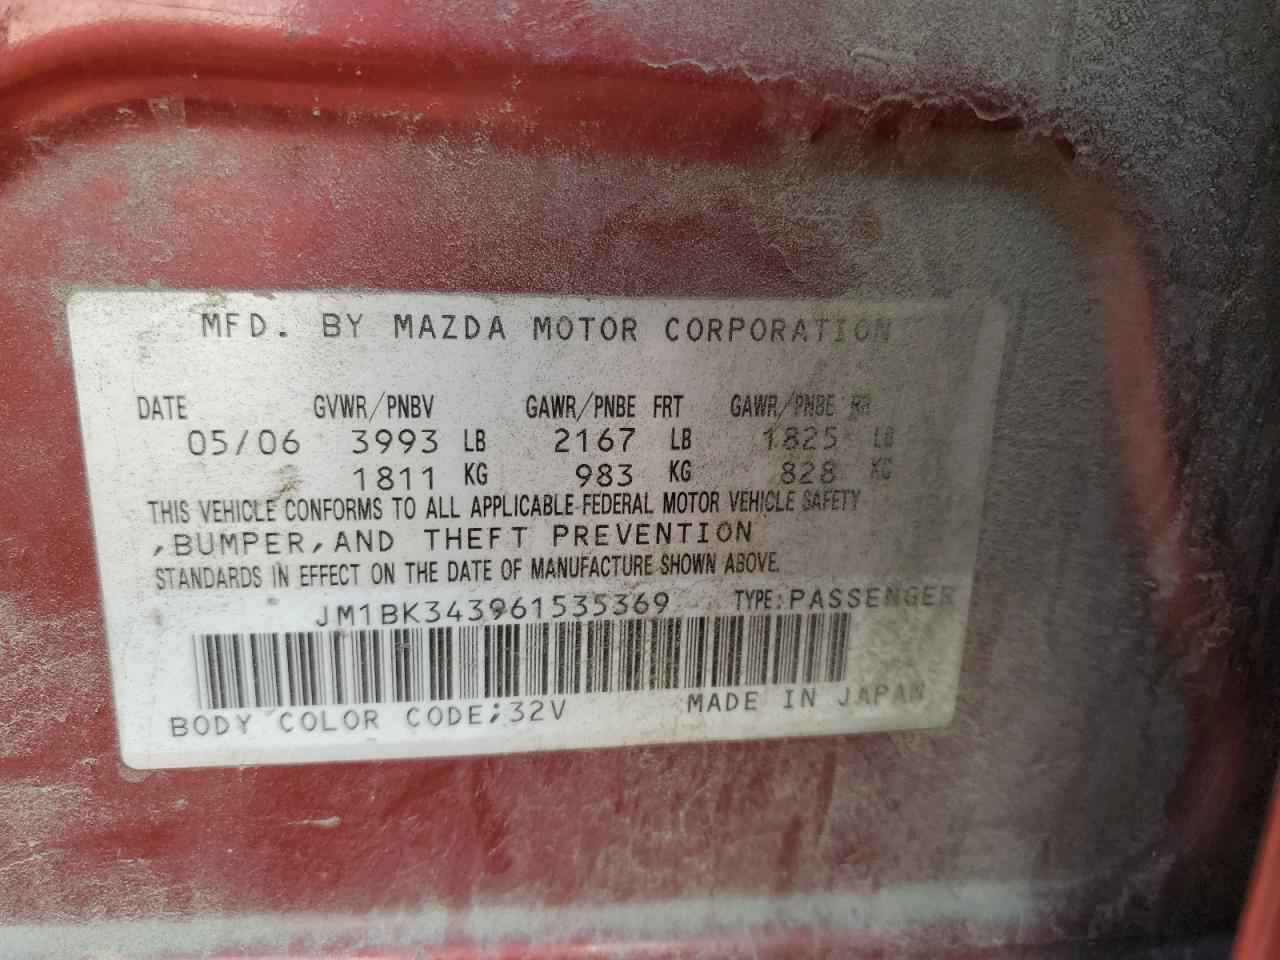 MFD. BY MAZDA MOTOR CORPORATION
DATE GVWR/PNBV GAWR/PNBE FRT GAWR/PNBE RR
05/06 3993 LB 2167 LB 1825 LB
1811 KG 983 KG 828 KG
THIS VEHICLE CONFORMS TO ALL APPLICABLE FEDERAL MOTOR VEHICLE SAFETY
,BUMPER,AND THEFT PREVENTION
STANDARDS IN EFFECT ON THE DATE OF MANUFACTURE SHOWN ABOVE.
JM1BK343961535369 TYPE:PASSENGER
BODY COLOR CODE;32V MADE IN JAPAN